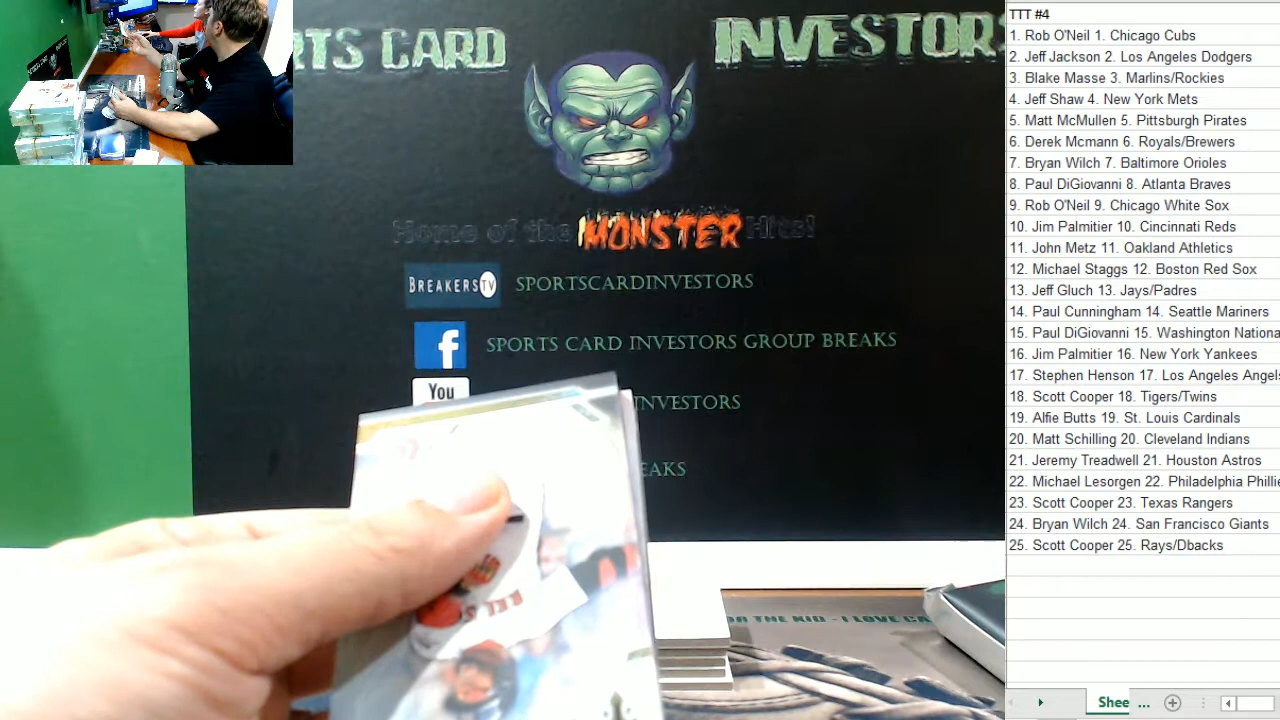 RTS CARD
INVESTORS
Home of the MONSTER Hits!
BREAKERSTV SPORTSCARDINVESTORS
f SPORTS CARD INVESTORS GROUP BREAKS
You
INVESTORS
EAKS
TTT #4
1. Rob O'Neil 1. Chicago Cubs
2. Jeff Jackson 2. Los Angeles Dodgers
3. Blake Masse 3. Marlins/Rockies
4. Jeff Shaw 4. New York Mets
5. Matt McMullen 5. Pittsburgh Pirates
6. Derek Mcmann 6. Royals/Brewers
7. Bryan Wilch 7. Baltimore Orioles
8. Paul DiGiovanni 8. Atlanta Braves
9. Rob O'Neil 9. Chicago White Sox
10. Jim Palmitier 10. Cincinnati Reds
11. John Metz 11. Oakland Athletics
12. Michael Staggs 12. Boston Red Sox
13. Jeff Gluch 13. Jays/Padres
14. Paul Cunningham 14. Seattle Mariners
15. Paul DiGiovanni 15. Washington Nationa
16. Jim Palmitier 16. New York Yankees
17. Stephen Henson 17. Los Angeles Angels
18. Scott Cooper 18. Tigers/Twins
19. Alfie Butts 19. St. Louis Cardinals
20. Matt Schilling 20. Cleveland Indians
21. Jeremy Treadwell 21. Houston Astros
22. Michael Lesorgen 22. Philadelphia Phillie
23. Scott Cooper 23. Texas Rangers
24. Bryan Wilch 24. San Francisco Giants
25. Scott Cooper 25. Rays/Dbacks
Shee ...